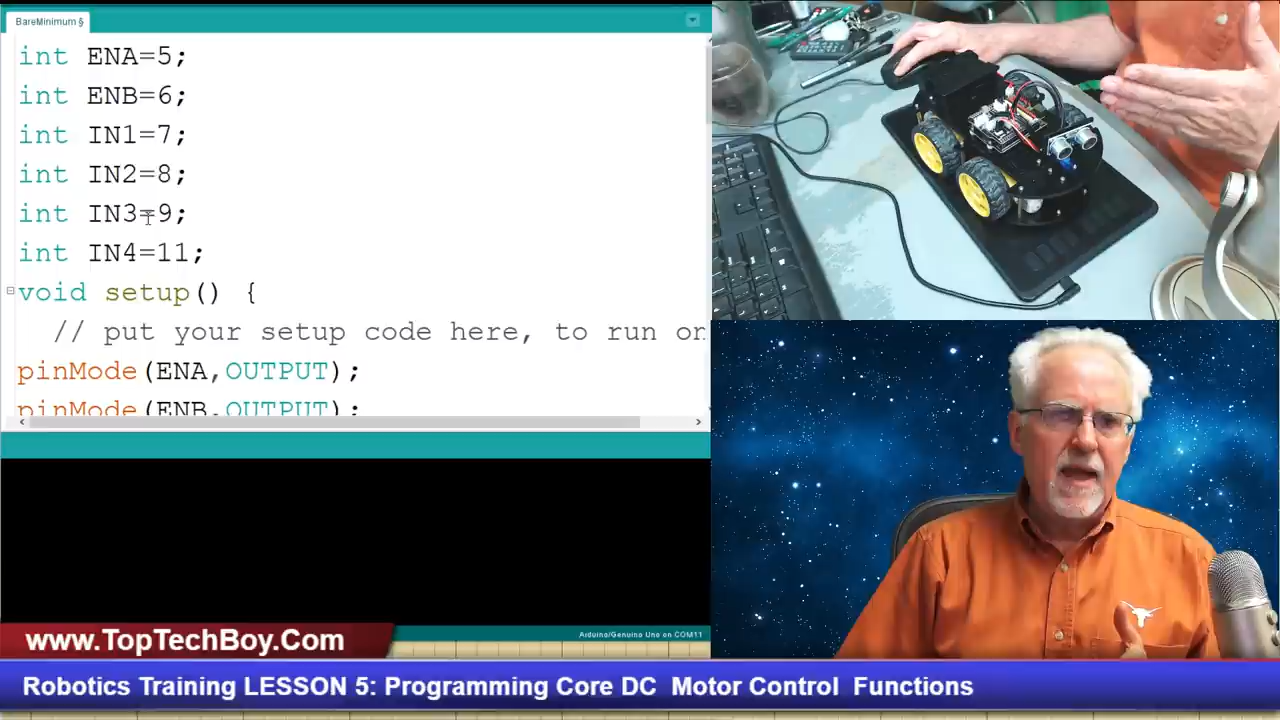 BareMinimum §
int ENA=5;
int ENB=6;
int IN1=7;
int IN2=8;
int IN3=9;
int IN4=11;
void setup() {
// put your setup code here, to run on
pinMode(ENA,OUTPUT);
pinMode(ENB,OUTPUT);
Arduino/Genuino Uno on COM11
www.TopTechBoy.Com
Robotics Training LESSON 5: Programming Core DC Motor Control Functions